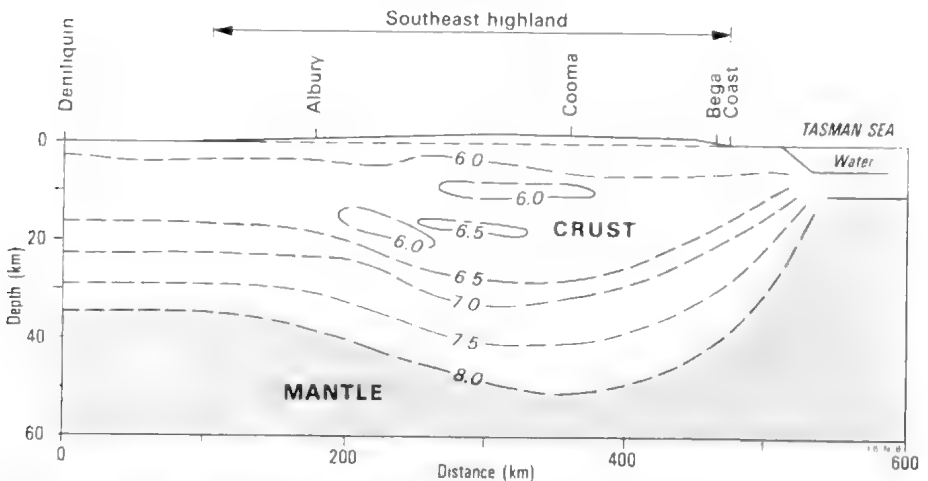 Southeast highland
Deniliquin
Albury
Cooma
Bega
Coast
TASMAN SEA
Water
0
20
40
60
Depth (km)
6.0
6.0
6.0
6.5
CRUST
6.5
7.0
7.5
8.0
MANTLE
0
200
400
600
Distance (km)